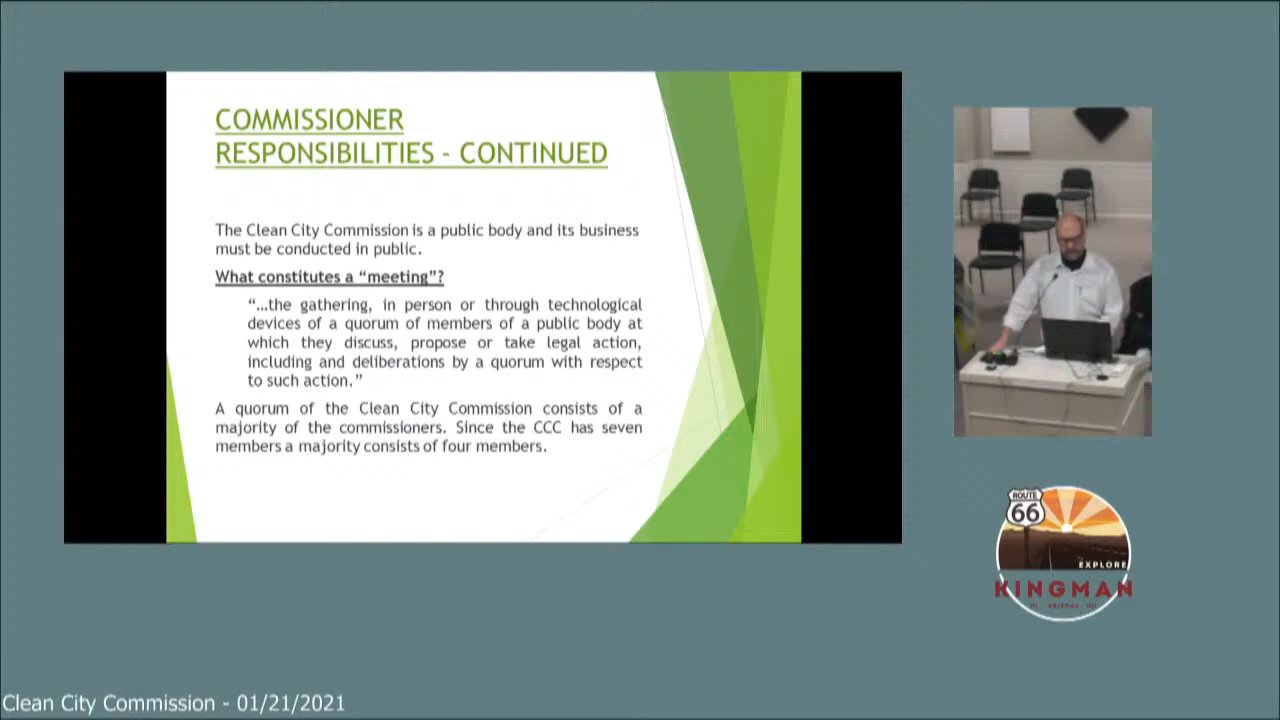 COMMISSIONER
RESPONSIBILITIES - CONTINUED
The Clean City Commission is a public body and its business
must be conducted in public.
What constitutes a “meeting”?
“…the gathering, in person or through technological
devices of a quorum of members of a public body at
which they discuss, propose or take legal action,
including and deliberations by a quorum with respect
to such action.”
A quorum of the Clean City Commission consists of a
majority of the commissioners. Since the CCC has seven
members a majority consists of four members.
ROUTE
66
EXPLORE
KINGMAN
Clean City Commission - 01/21/2021